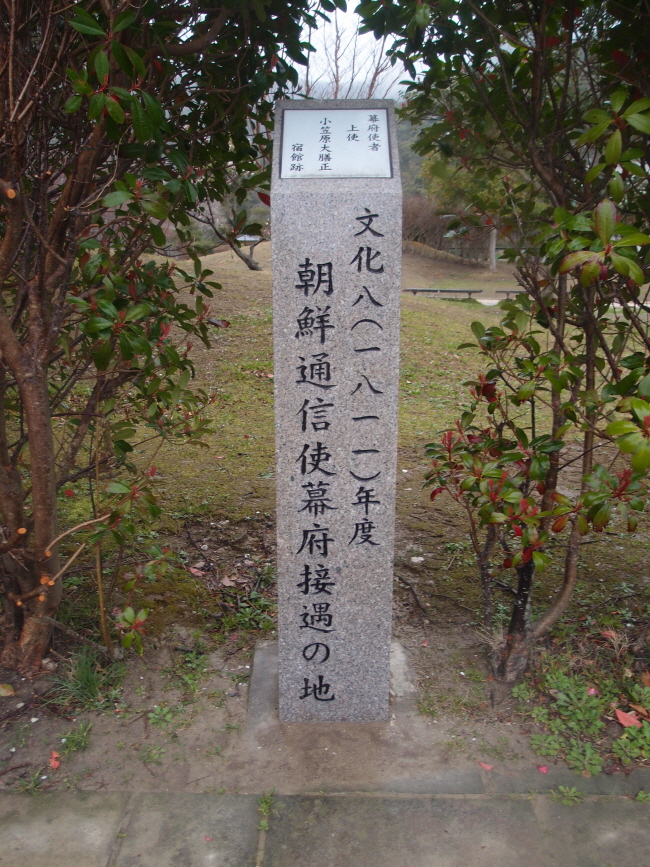 幕府使者
上使
小笠原大膳正
宿館跡
文化八(一八一一)年度
朝鮮通信使幕府接遇の地